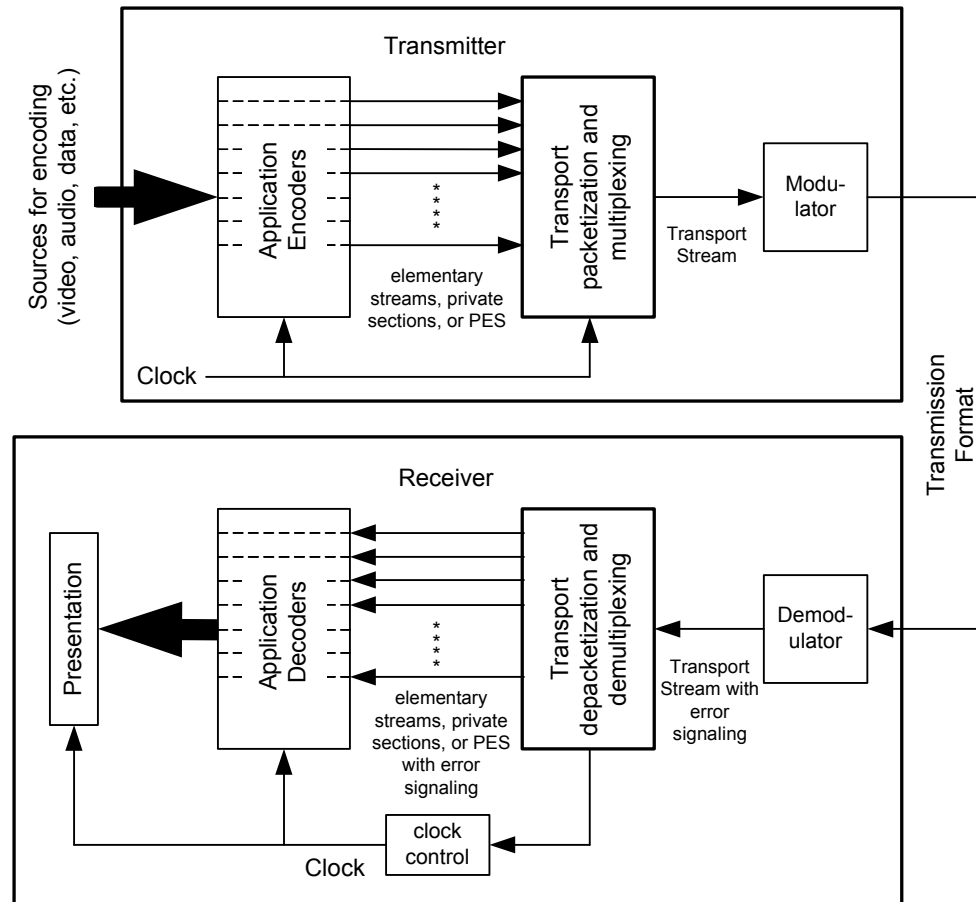 Transmitter
Sources for encoding
(video, audio, data, etc.)
Application
Encoders
****
elementary
streams, private
sections, or PES
Transport
packetization and
multiplexing
Transport
Stream
Modu-
lator
Clock
Transmission
Format
Receiver
Presentation
Application
Decoders
****
elementary
streams, private
sections, or PES
with error
signaling
Transport
depacketization and
demultiplexing
Transport
Stream with
error
signaling
Demod-
ulator
clock
control
Clock